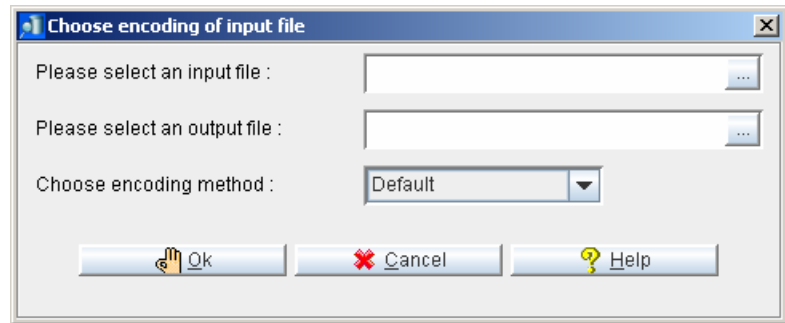 Choose encoding of input file
Please select an input file :
...
Please select an output file :
...
Choose encoding method :
Default
Ok
Cancel
Help